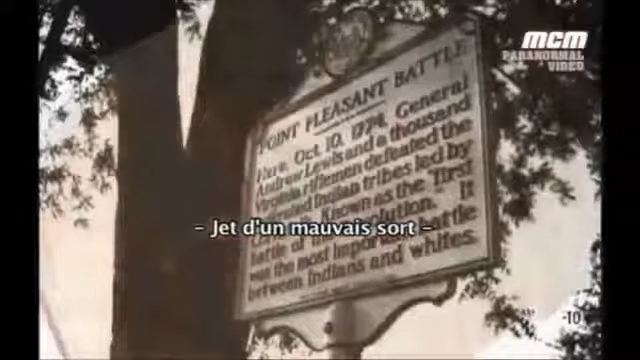 MCM
PARANORMAL
VIDEO
POINT PLEASANT BATTLE
Here, Oct. 10, 1774, General
Andrew Lewis and a thousand
Virginia riflemen defeated the
Indian tribes led by
Known as the "first
battle of the
It
was the most important battle
between Indians and whites.
- Jet d'un mauvais sort -
-10